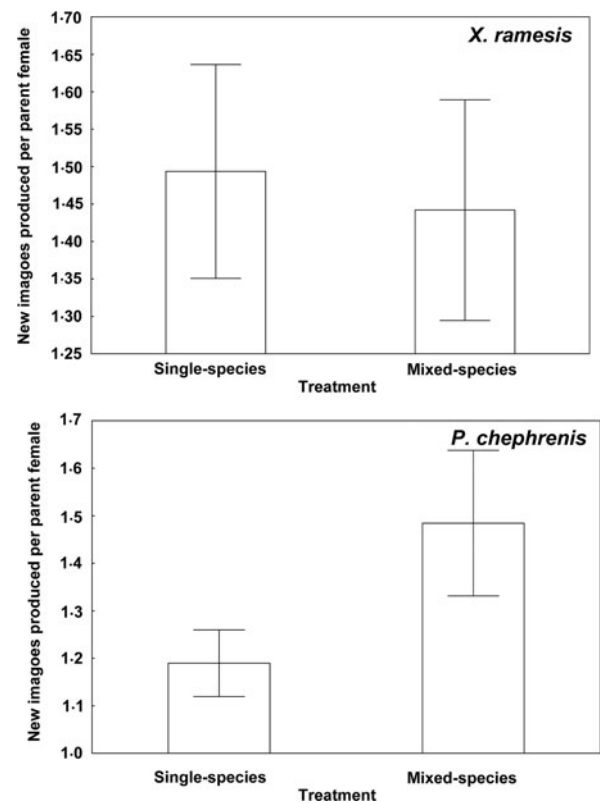 X. ramesis
New imagoes produced per parent female
1·70
1·65
1·60
1·55
1·50
1·45
1·40
1·35
1·30
1·25
Single-species
Mixed-species
Treatment
P. chephrenis
New imagoes produced per parent female
1·7
1·6
1·5
1·4
1·3
1·2
1·1
1·0
Single-species
Mixed-species
Treatment